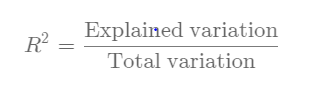 R² = Explained variation / Total variation